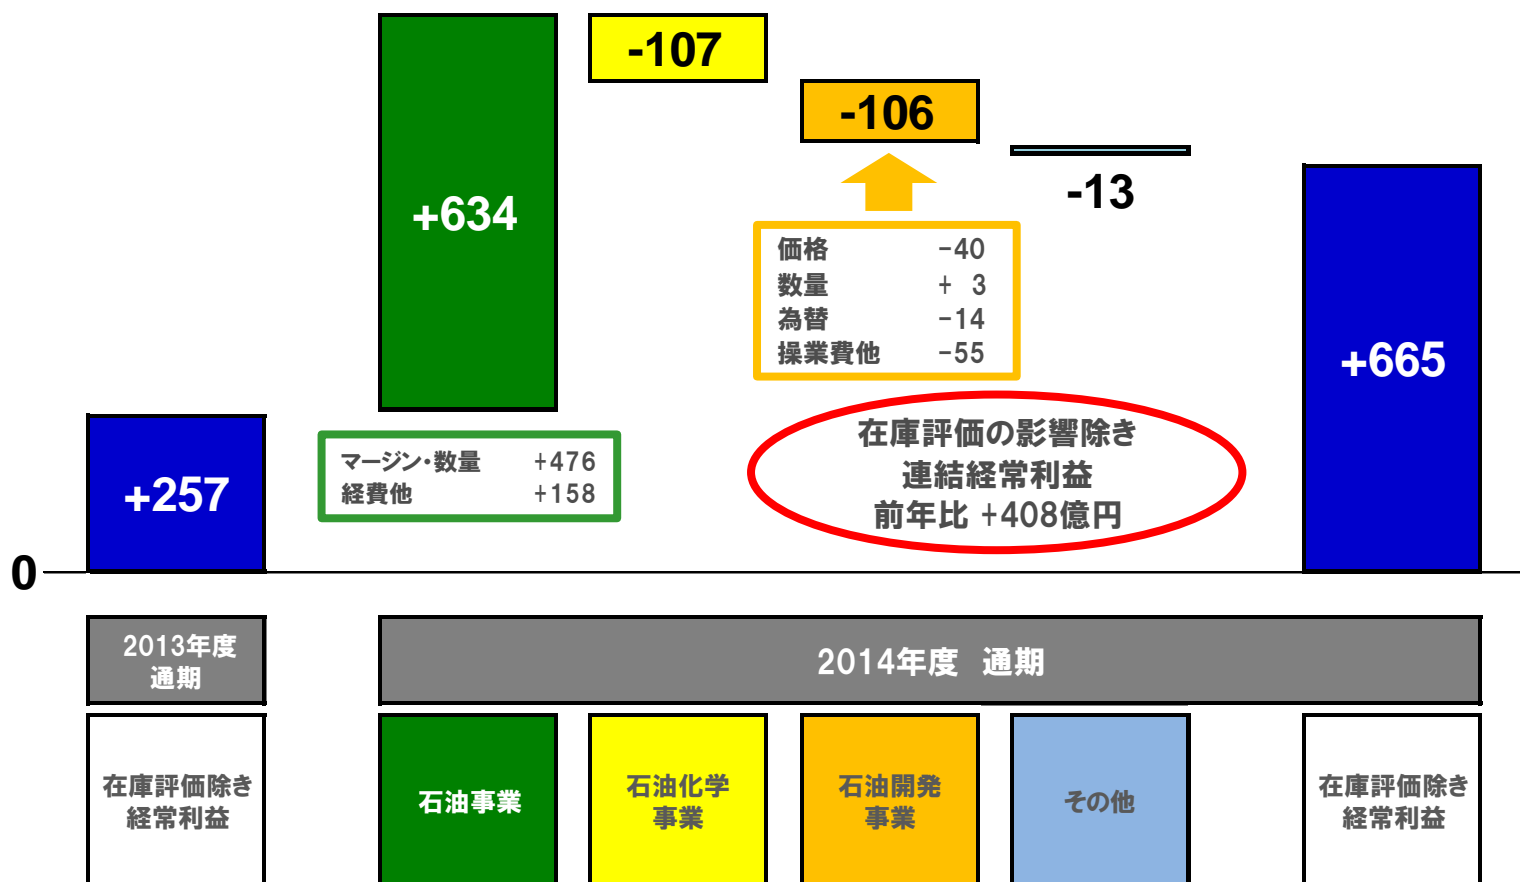 -107
-106
+634
-13
価格 -40
数量 + 3
為替 -14
操業費他 -55
+665
在庫評価の影響除き
連結経常利益
前年比 +408億円
マージン・数量 +476
経費他 +158
+257
0
2013年度
通期
2014年度 通期
在庫評価除き
経常利益
石油事業
石油化学
事業
石油開発
事業
その他
在庫評価除き
経常利益